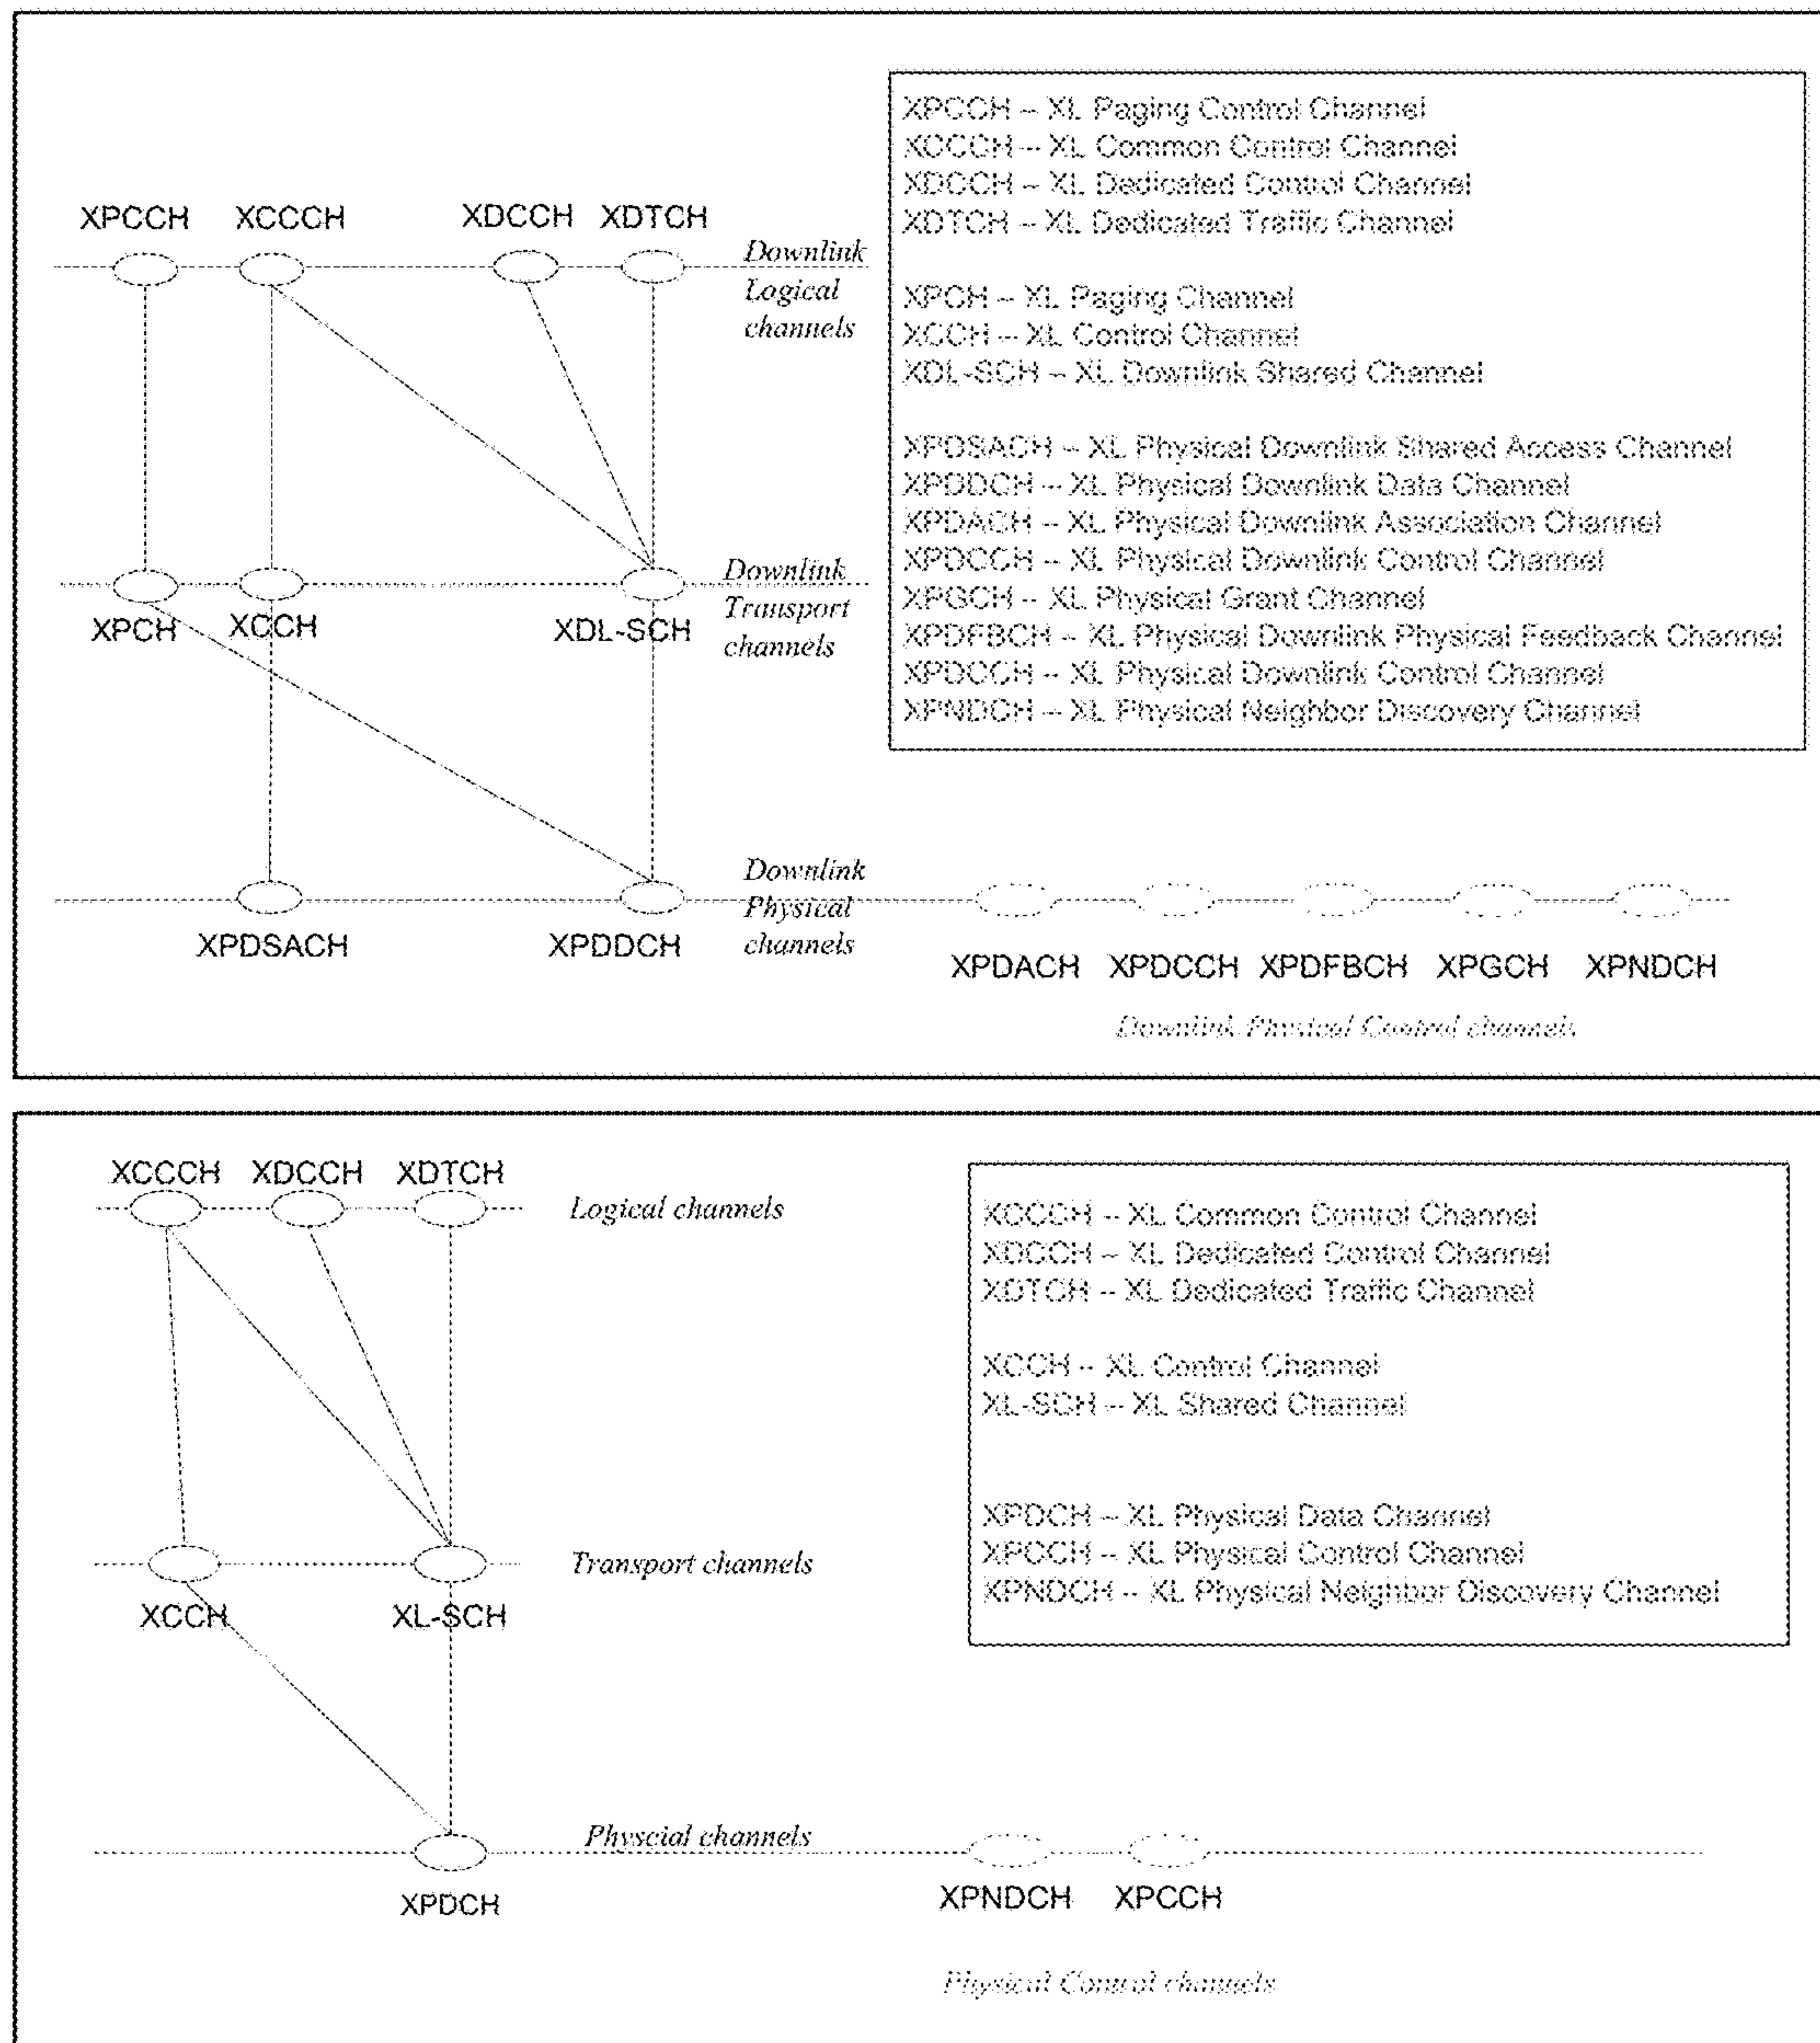 XPCCH -- XL Paging Control Channel
XCCCH -- XL Common Control Channel
XDCCH -- XL Dedicated Control Channel
XDTCH -- XL Dedicated Traffic Channel
XPCH -- XL Paging Channel
XCCH -- XL Control Channel
XDL-SCH -- XL Downlink Shared Channel
XPDSACH -- XL Physical Downlink Shared Access Channel
XPDDCH -- XL Physical Downlink Data Channel
XPDACH -- XL Physical Downlink Association Channel
XPDCCH -- XL Physical Downlink Control Channel
XPGCH -- XL Physical Grant Channel
XPDFBCH -- XL Physical Downlink Physical Feedback Channel
XPDCCH -- XL Physical Downlink Control Channel
XPNDCH -- XL Physical Neighbor Discovery Channel
XPCCH XCCCH XDCCH XDTCH
Downlink
Logical
channels
Downlink
Transport
channels
XPCH XCCH XDL-SCH
Downlink
Physical
channels
XPDSACH XPDDCH
XPDACH XPDCCH XPDFBCH XPGCH XPNDCH
Downlink Physical Control channels
XCCCH XDCCH XDTCH
Logical channels
XCCCH -- XL Common Control Channel
XDCCH -- XL Dedicated Control Channel
XDTCH -- XL Dedicated Traffic Channel
XCCH -- XL Control Channel
XL-SCH -- XL Shared Channel
XPDCH -- XL Physical Data Channel
XPCCH -- XL Physical Control Channel
XPNDCH -- XL Physical Neighbor Discovery Channel
Transport channels
XCCH XL-SCH
Physcial channels
XPDCH XPNDCH XPCCH
Physical Control channels